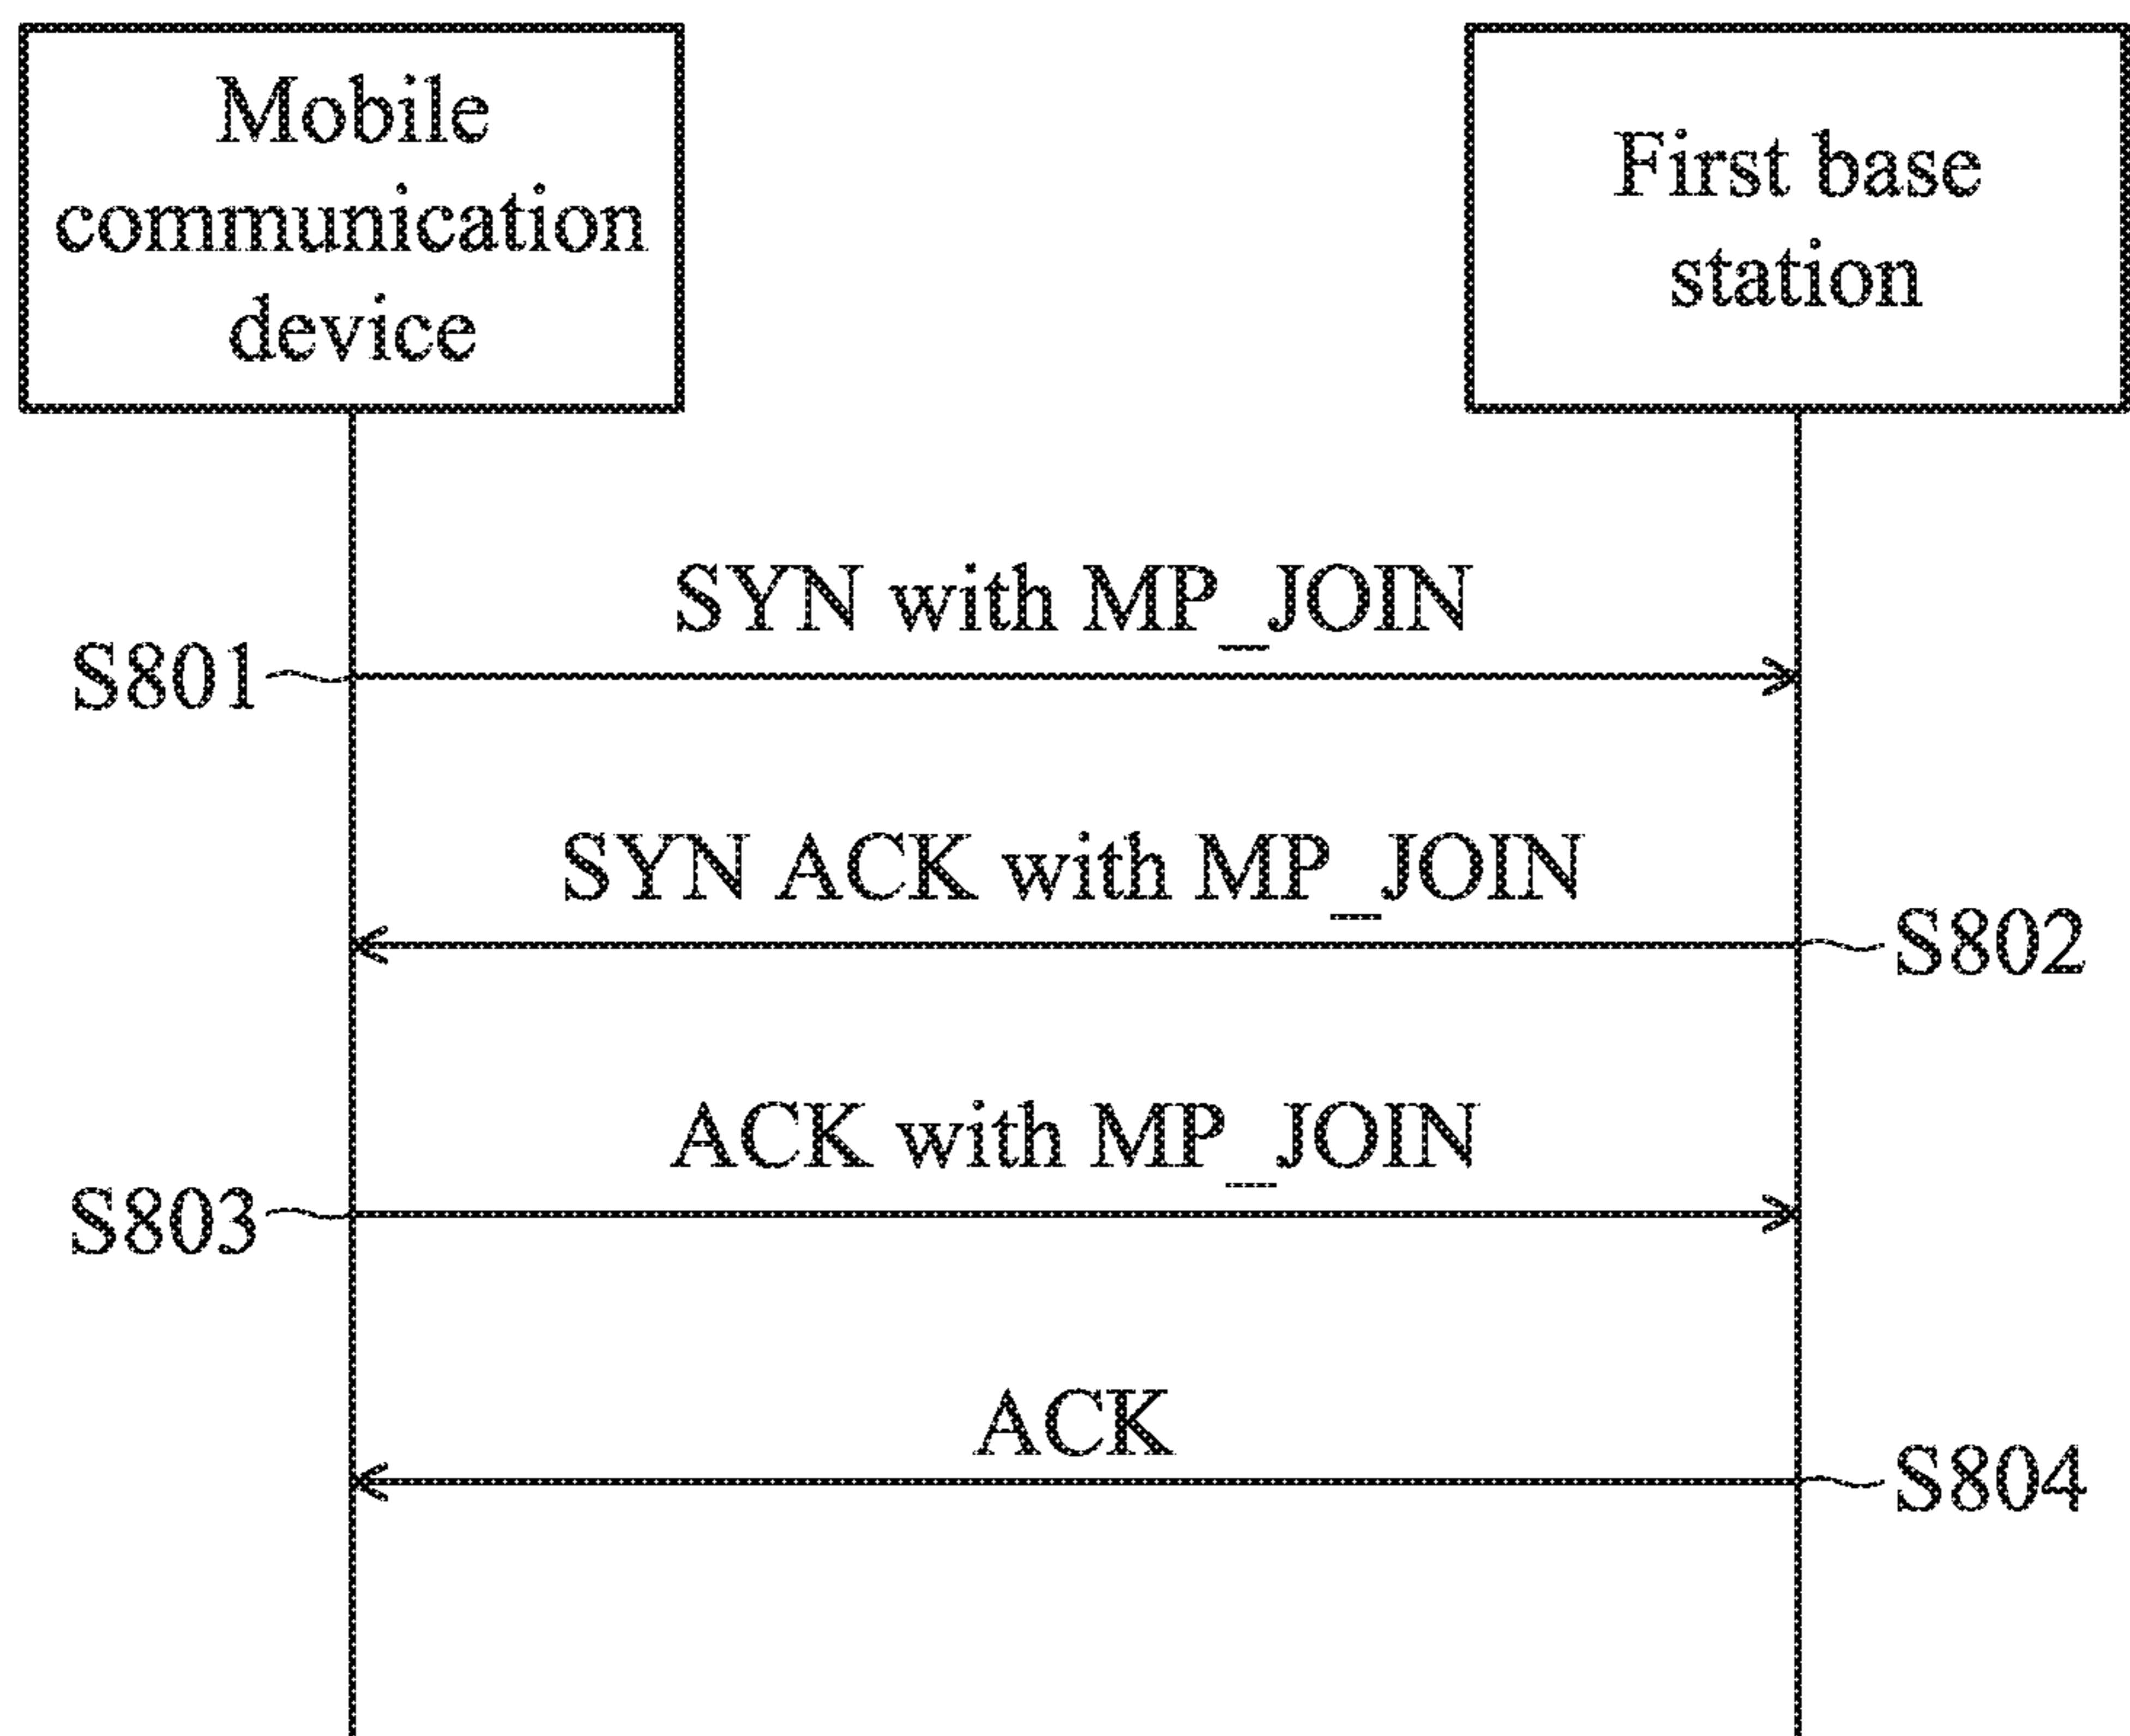 Mobile
communication
device
First base
station
SYN with MP_JOIN
S801
SYN ACK with MP_JOIN
S802
ACK with MP_JOIN
S803
ACK
S804